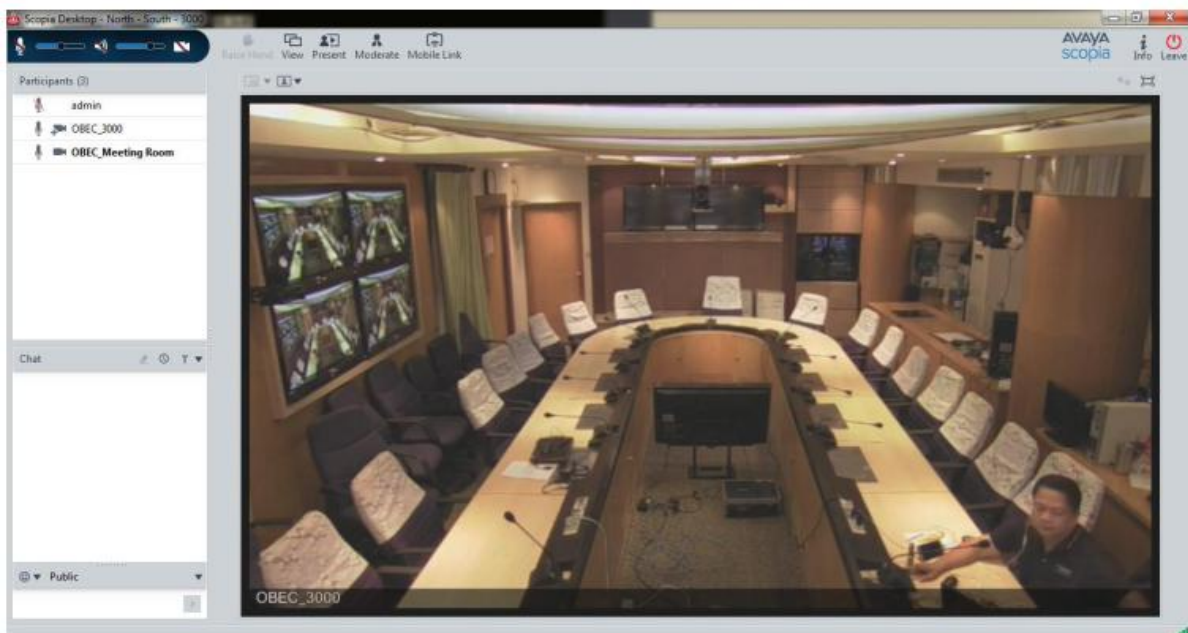 Scopia Desktop - North - South - 3000
Raise Hand View Present Moderate Mobile Link
AVAYA
scopia
Info Leave
Participants (3)
admin
OBEC_3000
OBEC_Meeting Room
Chat
T
Public
OBEC_3000